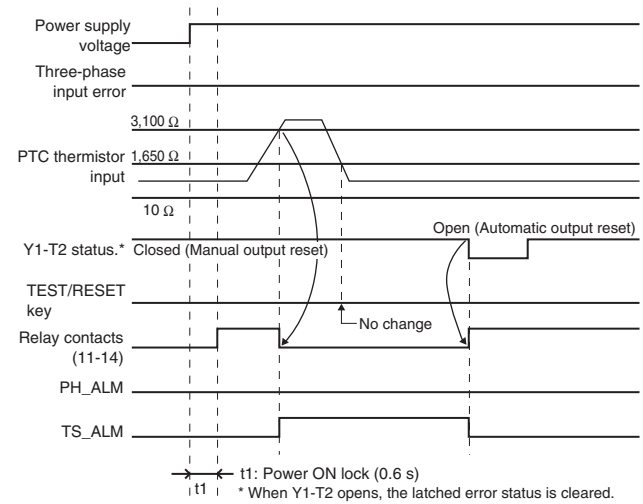 Power supply
voltage
Three-phase
input error
3,100 Ω
PTC thermistor
input
1,650 Ω
10 Ω
Open (Automatic output reset)
Y1-T2 status.* Closed (Manual output reset)
TEST/RESET
key
No change
Relay contacts
(11-14)
PH_ALM
TS_ALM
t1
t1: Power ON lock (0.6 s)
* When Y1-T2 opens, the latched error status is cleared.